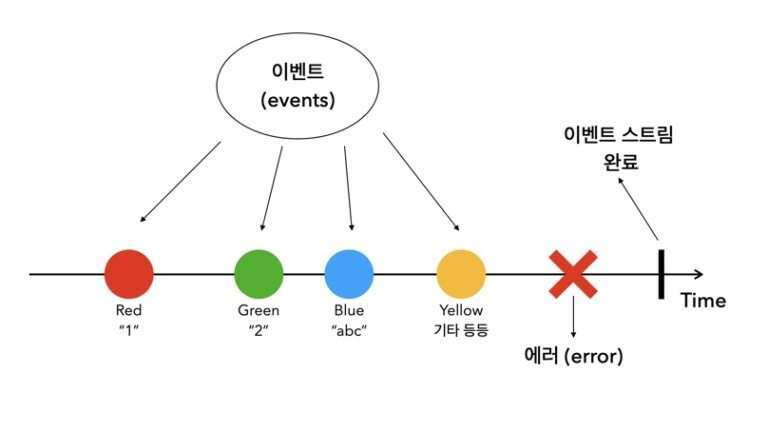 이벤트
(events)
이벤트 스트림
완료
Time
Red
“1”
Green
“2”
Blue
“abc“
Yellow
기타 등등
에러 (error)